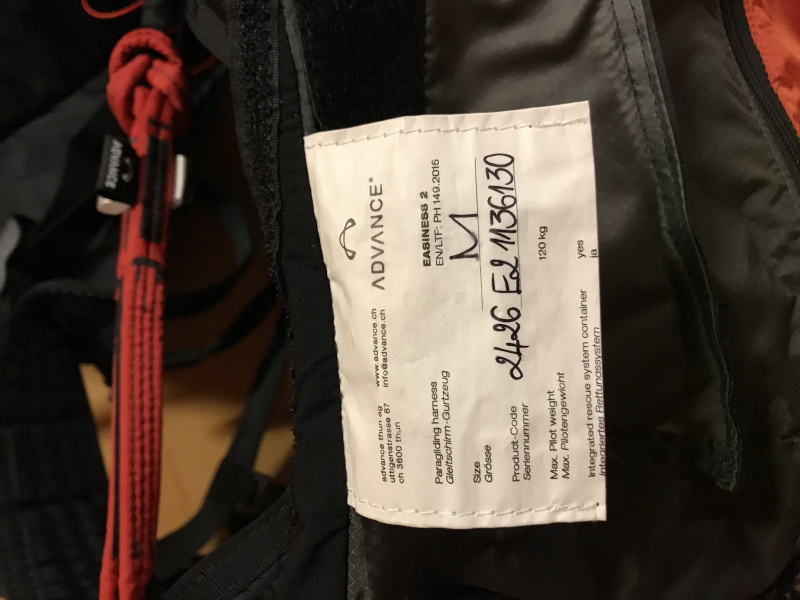 ADVANCE
ADVANCE
advance thun ag
uttigenstrasse 87
ch 3600 thun
www.advance.ch
info@advance.ch
Paragliding harness EASINESS 2
Gleitschirm-Gurtzeug EN/LTF: PH 149.2016
Size M
Grösse
Product-Code 2426 E2 1136130
Seriennummer
Max. Pilot weight 120 kg
Max. Pilotengewicht
Integrated rescue system container yes
Integriertes Rettungssystem ja